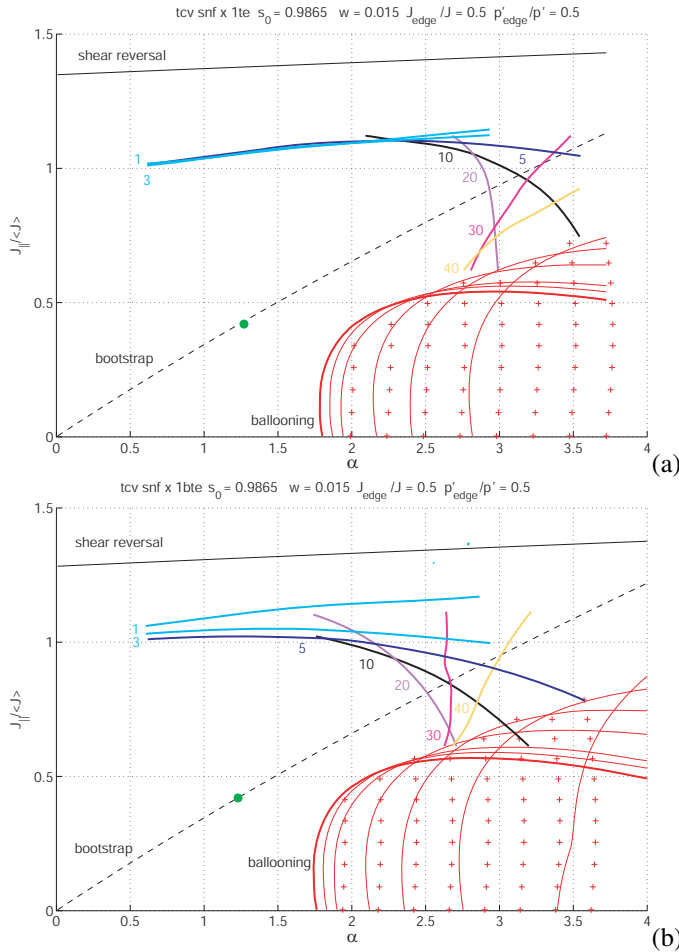 tcv snf x 1te s0 = 0.9865 w = 0.015 Jedge/J = 0.5 p'edge/p' = 0.5
1.5
shear reversal
1
1
3
10
5
20
J||/<J>
30
40
0.5
bootstrap
ballooning
0
0 0.5 1 1.5 2 2.5 3 3.5 4
α
(a)
tcv snf x 1bte s0 = 0.9865 w = 0.015 Jedge/J = 0.5 p'edge/p' = 0.5
1.5
shear reversal
1
3
1
5
10
20
J||/<J>
40
30
0.5
bootstrap
ballooning
0
0 0.5 1 1.5 2 2.5 3 3.5 4
α
(b)